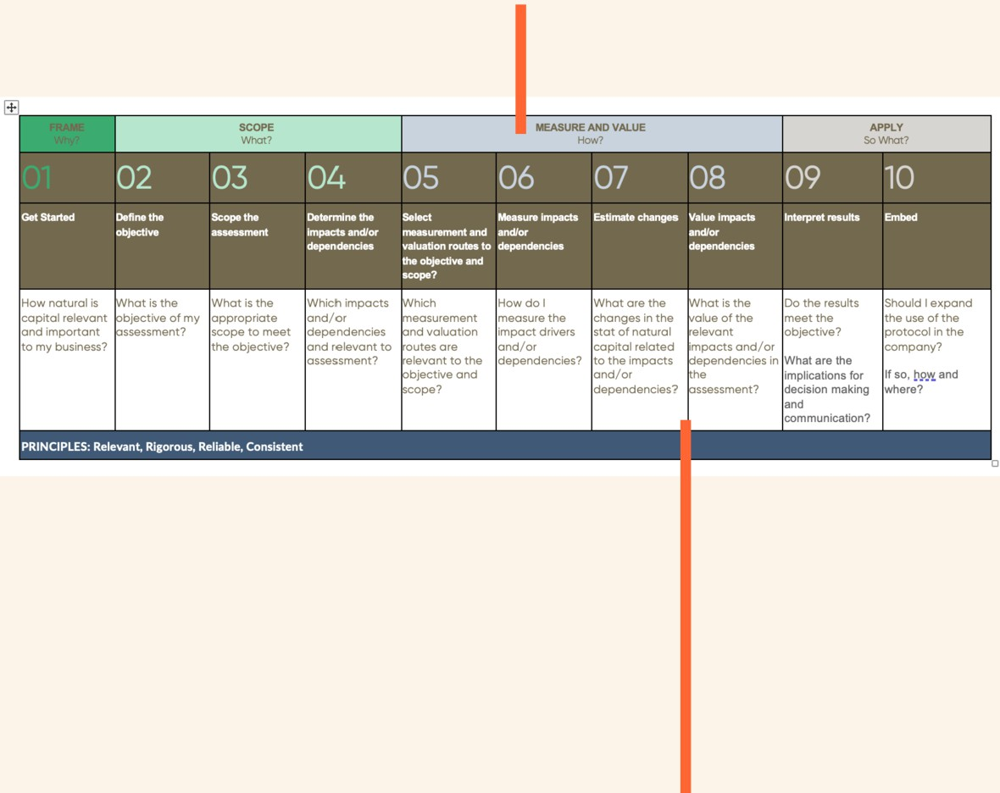 FRAME
Why?
SCOPE
What?
MEASURE AND VALUE
How?
APPLY
So What?
01
02
03
04
05
06
07
08
09
10
Get Started
Define the
objective
Scope the
assessment
Determine the
impacts and/or
dependencies
Select
measurement and
valuation routes to
the objective and
scope?
Measure impacts
and/or
dependencies
Estimate changes
Value impacts
and/or
dependencies
Interpret results
Embed
How natural is
capital relevant
and important
to my business?
What is the
objective of my
assessment?
What is the
appropriate
scope to meet
the objective?
Which impacts
and/or
dependencies
and relevant to
assessment?
Which
measurement
and valuation
routes are
relevant to the
objective and
scope?
How do I
measure the
impact drivers
and/or
dependencies?
What are the
changes in the
stat of natural
capital related
to the impacts
and/or
dependencies?
What is the
value of the
relevant
impacts and/or
dependencies in
the
assessment?
Do the results
meet the
objective?
What are the
implications for
decision making
and
communication?
Should I expand
the use of the
protocol in the
company?
If so, how and
where?
PRINCIPLES: Relevant, Rigorous, Reliable, Consistent